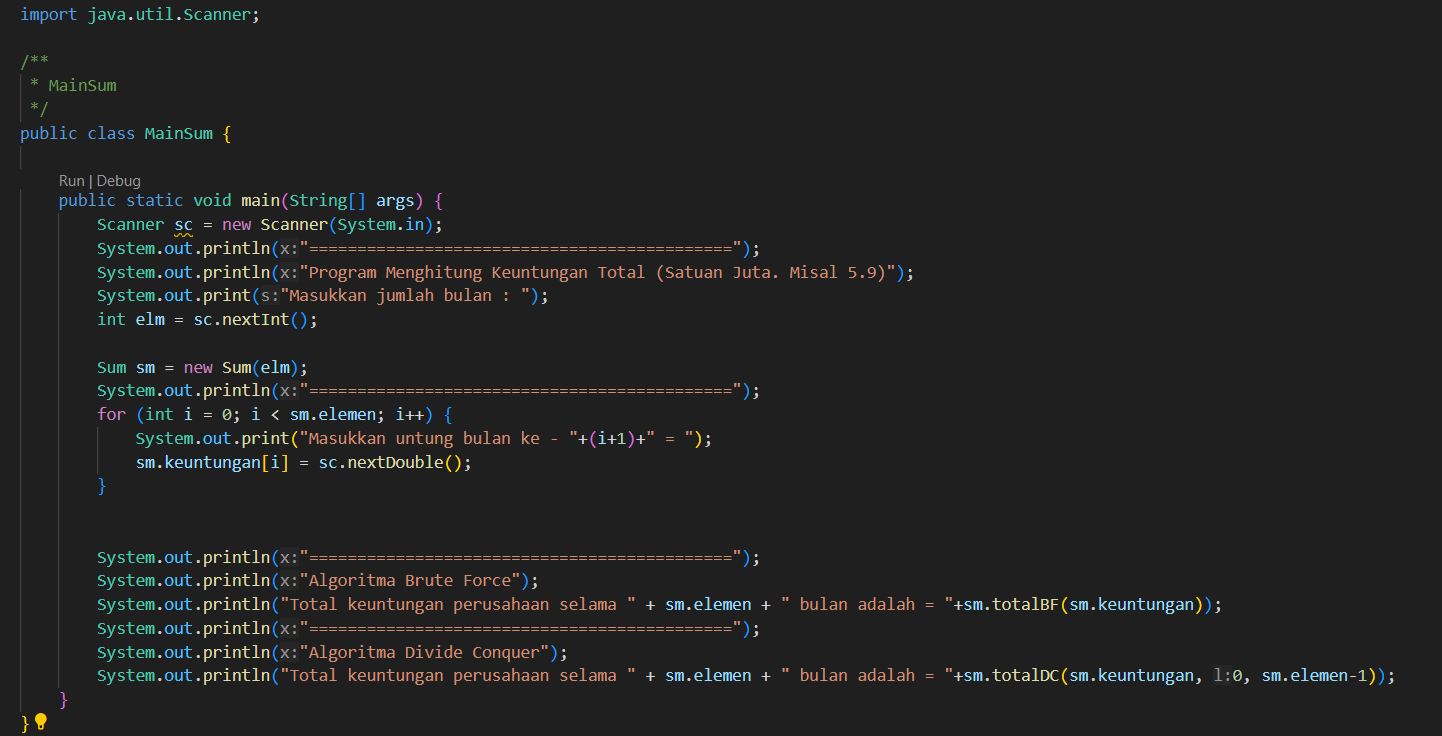 import java.util.Scanner;
/**
 * MainSum
 */
public class MainSum {
    Run | Debug
    public static void main(String[] args) {
        Scanner sc = new Scanner(System.in);
        System.out.println(x:"============================================");
        System.out.println(x:"Program Menghitung Keuntungan Total (Satuan Juta. Misal 5.9)");
        System.out.print(s:"Masukkan jumlah bulan : ");
        int elm = sc.nextInt();
        Sum sm = new Sum(elm);
        System.out.println(x:"============================================");
        for (int i = 0; i < sm.elemen; i++) {
            System.out.print("Masukkan untung bulan ke - "+(i+1)+" = ");
            sm.keuntungan[i] = sc.nextDouble();
        }
        System.out.println(x:"============================================");
        System.out.println(x:"Algoritma Brute Force");
        System.out.println("Total keuntungan perusahaan selama " + sm.elemen + " bulan adalah = "+sm.totalBF(sm.keuntungan));
        System.out.println(x:"============================================");
        System.out.println(x:"Algoritma Divide Conquer");
        System.out.println("Total keuntungan perusahaan selama " + sm.elemen + " bulan adalah = "+sm.totalDC(sm.keuntungan, l:0, sm.elemen-1));
    }
}